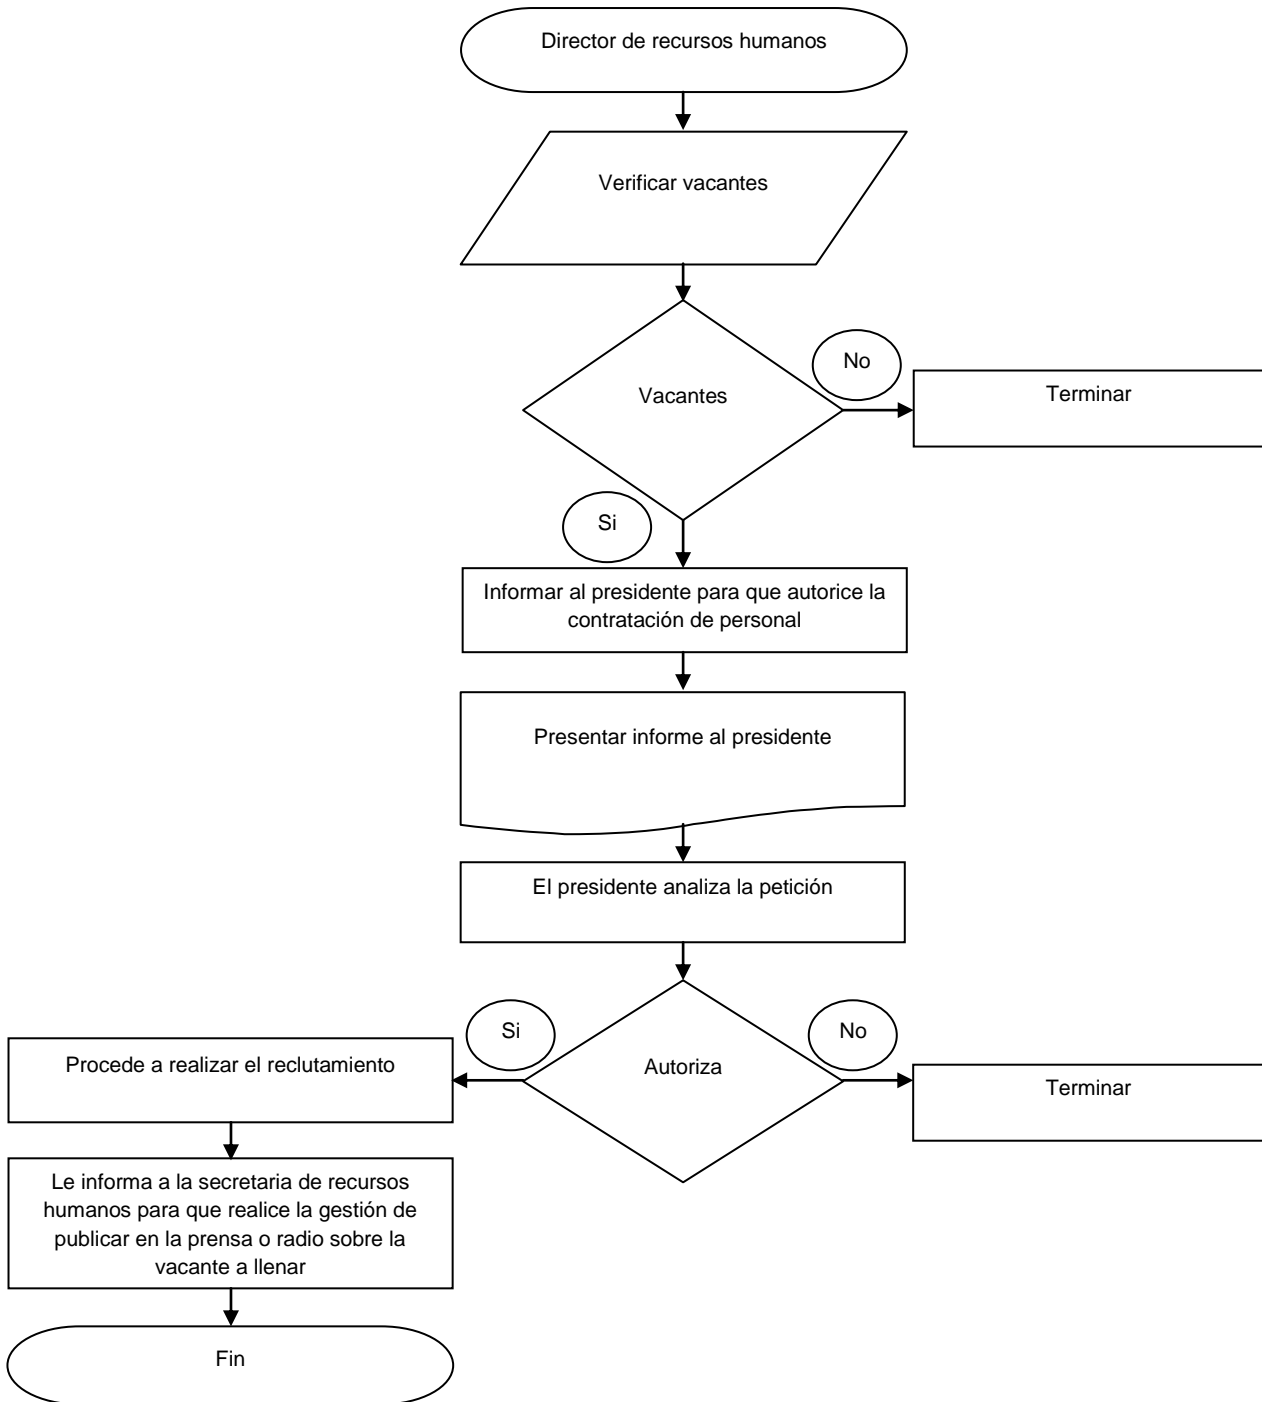 Director de recursos humanos
Verificar vacantes
Vacantes
No
Terminar
Si
Informar al presidente para que autorice la
contratación de personal
Presentar informe al presidente
El presidente analiza la petición
Autoriza
Si
No
Procede a realizar el reclutamiento
Terminar
Le informa a la secretaria de recursos
humanos para que realice la gestión de
publicar en la prensa o radio sobre la
vacante a llenar
Fin